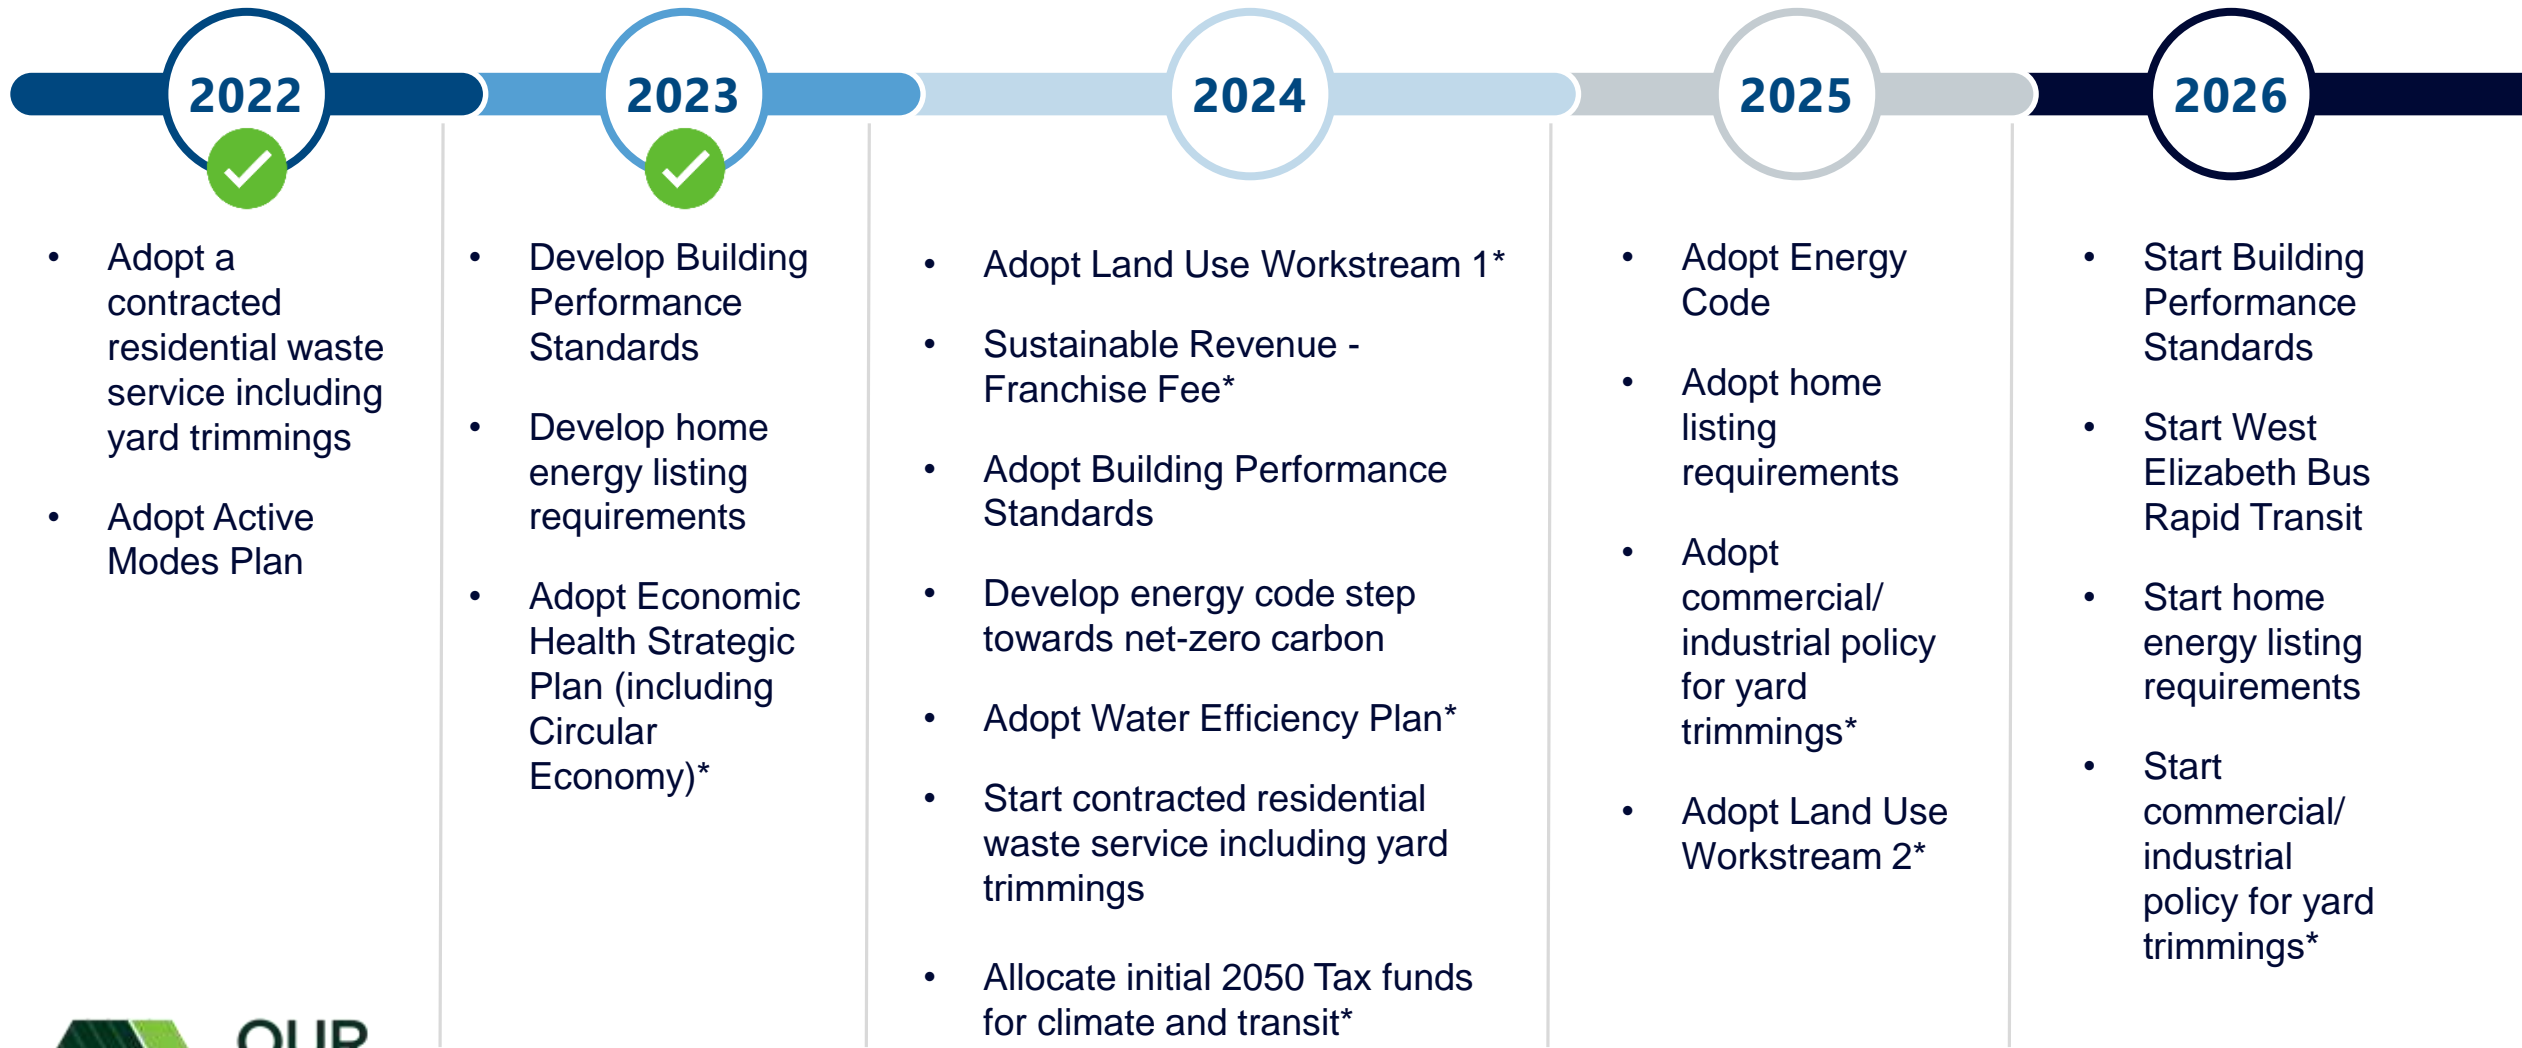 2022
2023
2024
2025
2026
• Adopt a
contracted
residential waste
service including
yard trimmings
• Adopt Active
Modes Plan
• Develop Building
Performance
Standards
• Develop home
energy listing
requirements
• Adopt Economic
Health Strategic
Plan (including
Circular
Economy)*
• Adopt Land Use Workstream 1*
• Sustainable Revenue -
Franchise Fee*
• Adopt Building Performance
Standards
• Develop energy code step
towards net-zero carbon
• Adopt Water Efficiency Plan*
• Start contracted residential
waste service including yard
trimmings
• Allocate initial 2050 Tax funds
for climate and transit*
• Adopt Energy
Code
• Adopt home
listing
requirements
• Adopt
commercial/
industrial policy
for yard
trimmings*
• Adopt Land Use
Workstream 2*
• Start Building
Performance
Standards
• Start West
Elizabeth Bus
Rapid Transit
• Start home
energy listing
requirements
• Start
commercial/
industrial
policy for yard
trimmings*
OUR